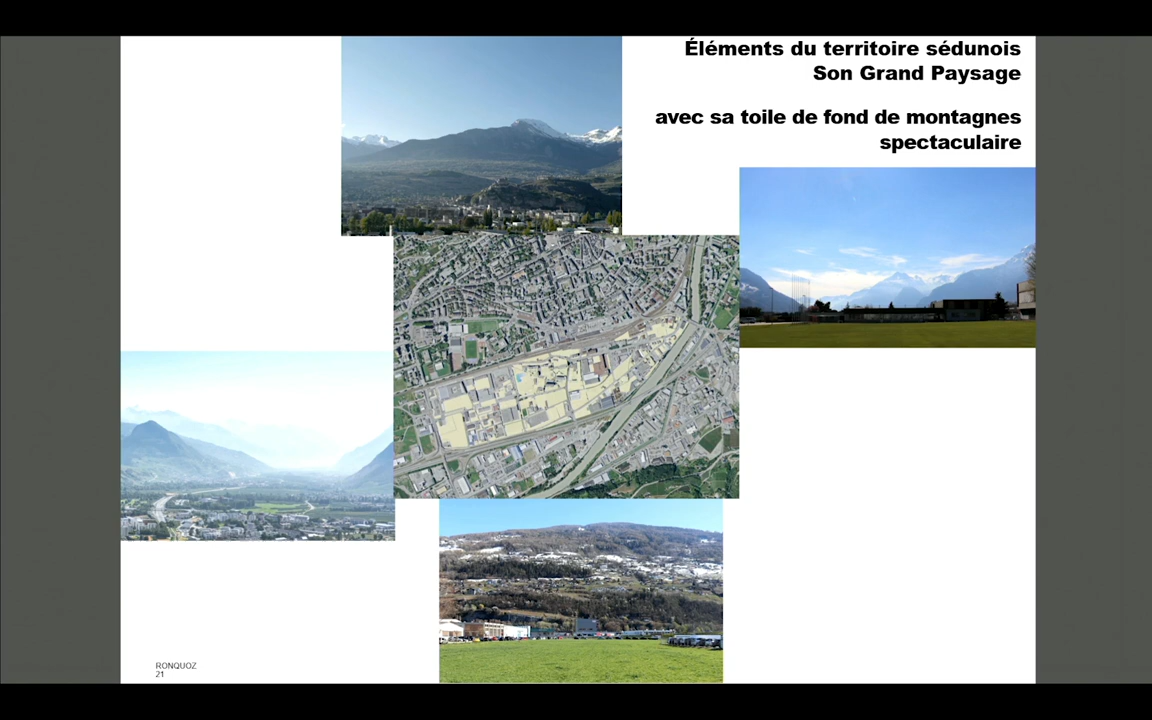 Éléments du territoire sédunois
Son Grand Paysage
avec sa toile de fond de montagnes
spectaculaire
RONQUOZ
21